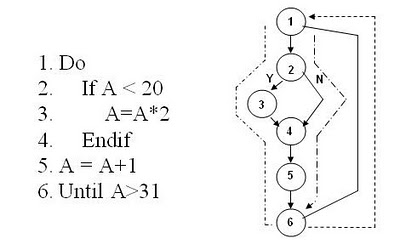 1. Do
2. If A < 20
3. A=A*2
4. Endif
5. A = A+1
6. Until A>31
1
2
Y
N
3
4
5
6